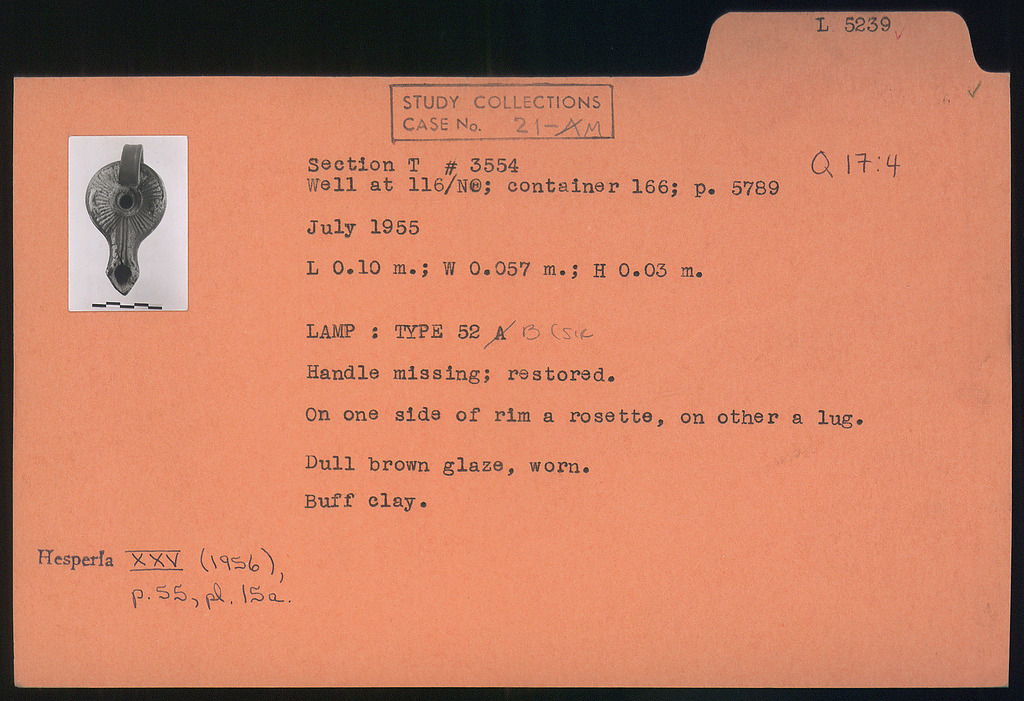 L 5239
STUDY COLLECTIONS
CASE No. 21-AM
Section T # 3554
Q 17:4
Well at 116/N; container 166; p. 5789
July 1955
L 0.10 m.; W 0.057 m.; H 0.03 m.
LAMP : TYPE 52 A B (sic
Handle missing; restored.
On one side of rim a rosette, on other a lug.
Dull brown glaze, worn.
Buff clay.
Hesperia XXV (1956),
p. 55, pl. 15a.